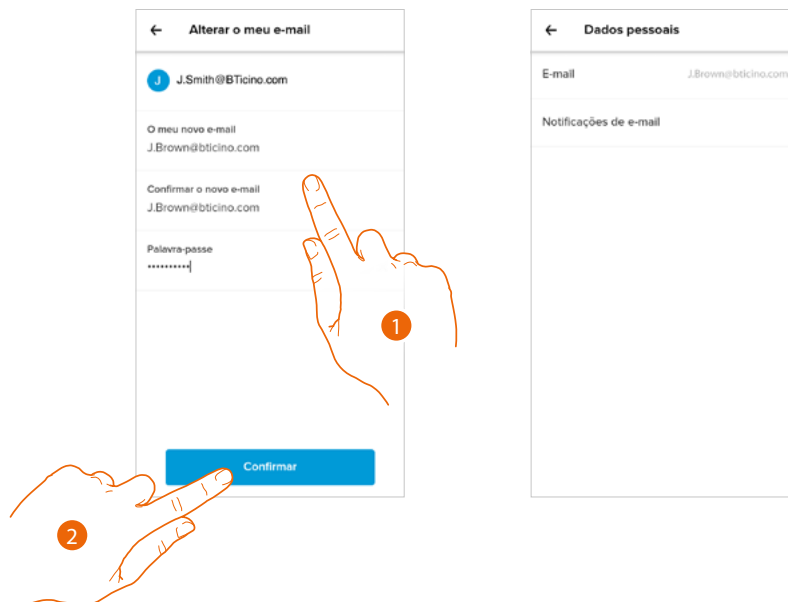 Alterar o meu e-mail
J
J.Smith@BTicino.com
O meu novo e-mail
J.Brown@bticino.com
Confirmar o novo e-mail
J.Brown@bticino.com
Palavra-passe
••••••••••
1
Confirmar
2
Dados pessoais
E-mail
J.Brown@bticino.com
Notificações de e-mail